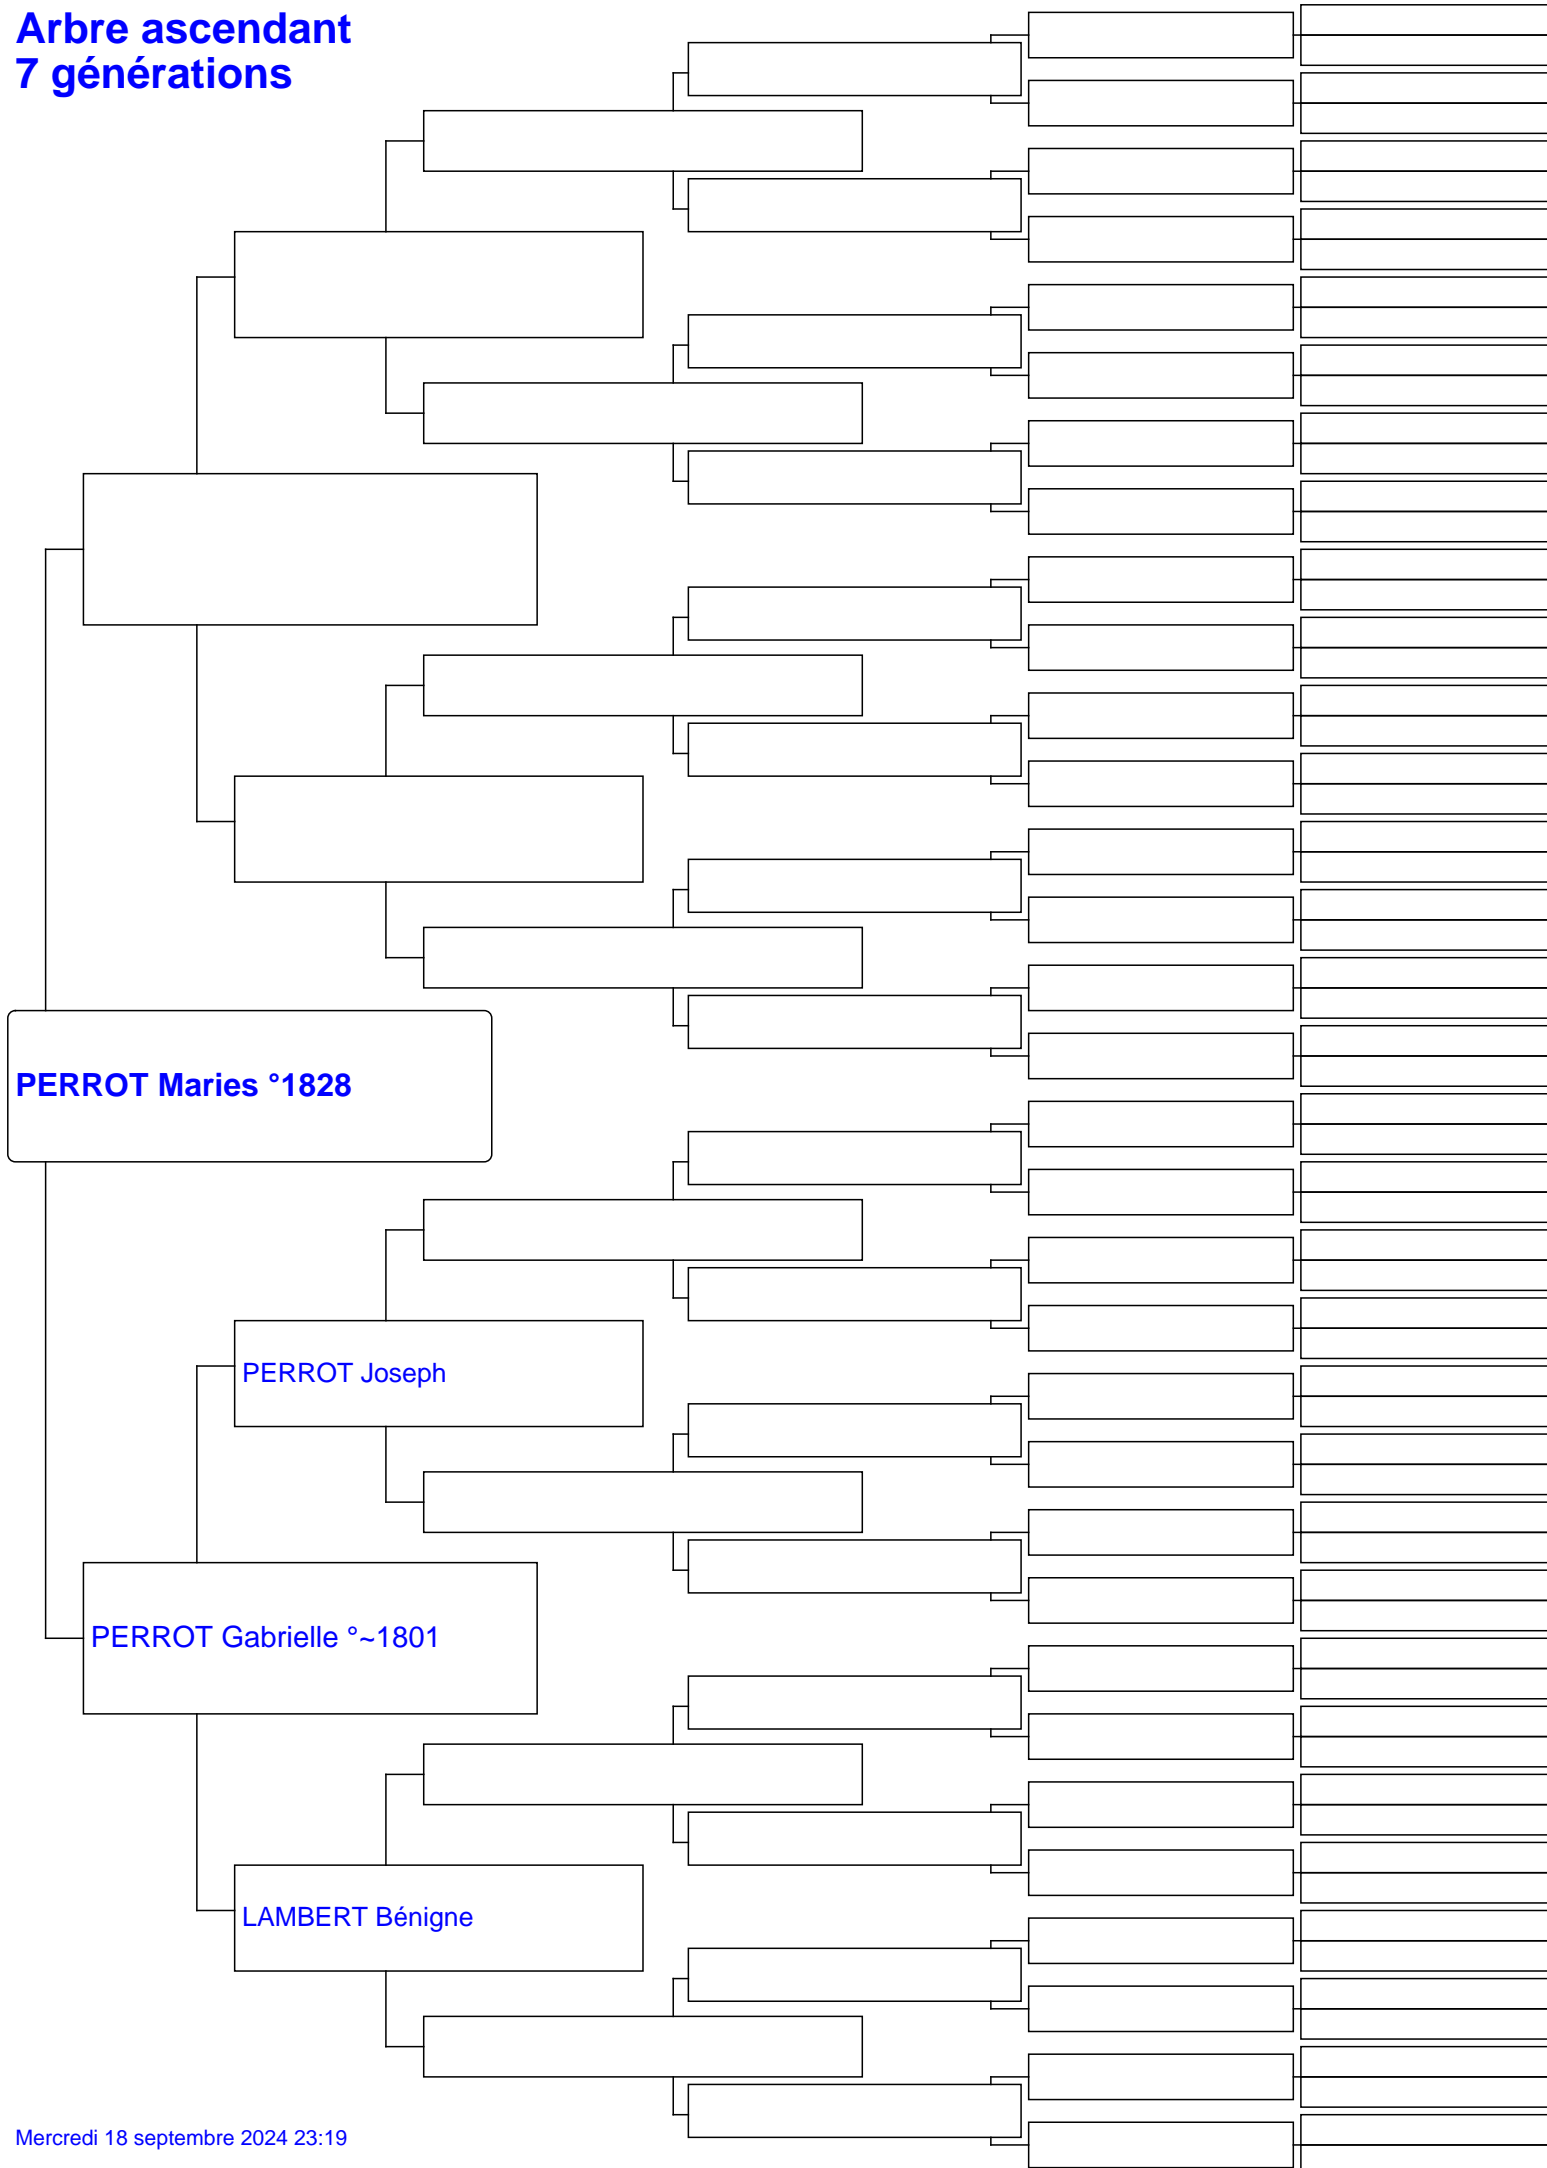 Arbre ascendant
7 générations
PERROT Maries °1828
PERROT Joseph
PERROT Gabrielle °~1801
LAMBERT Bénigne
Mercredi 18 septembre 2024 23:19